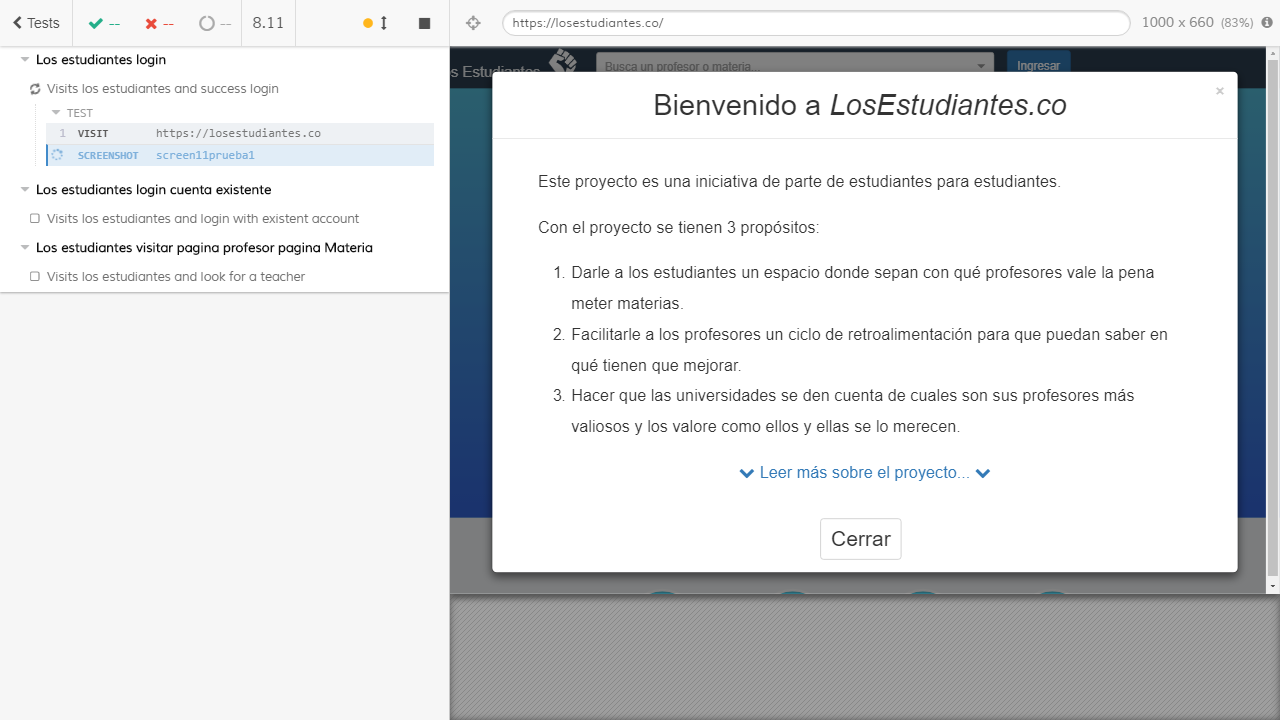 Tests
--
--
--
8.11
https://losestudiantes.co/
1000 x 660 (83%)
Los estudiantes login
Visits los estudiantes and success login
TEST
1 VISIT https://losestudiantes.co
SCREENSHOT screen11prueba1
Los estudiantes login cuenta existente
Visits los estudiantes and login with existent account
Los estudiantes visitar pagina profesor pagina Materia
Visits los estudiantes and look for a teacher
s Estudiantes
Busca un profesor o materia...
Ingresar
Bienvenido a LosEstudiantes.co
×
Este proyecto es una iniciativa de parte de estudiantes para estudiantes.
Con el proyecto se tienen 3 propósitos:
1. Darle a los estudiantes un espacio donde sepan con qué profesores vale la pena
meter materias.
2. Facilitarle a los profesores un ciclo de retroalimentación para que puedan saber en
qué tienen que mejorar.
3. Hacer que las universidades se den cuenta de cuales son sus profesores más
valiosos y los valore como ellos y ellas se lo merecen.
Leer más sobre el proyecto...
Cerrar